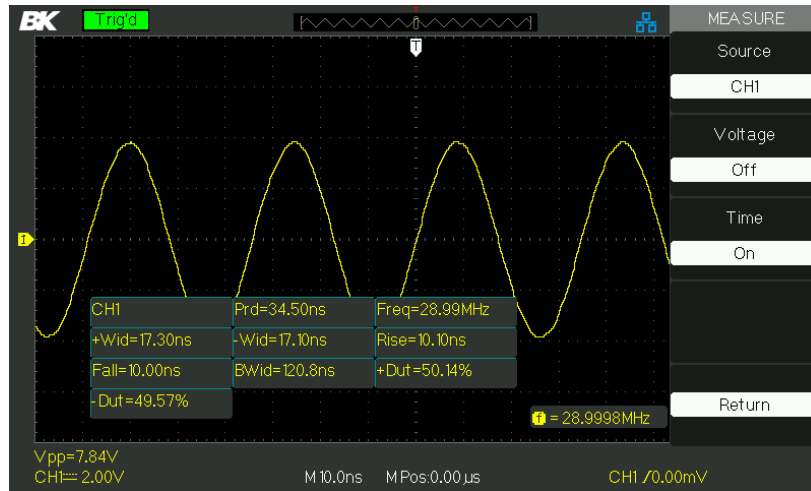 BK Trig'd T MEASURE
Source
CH1
Voltage
Off
Time
On
CH1 Prd=34.50ns Freq=28.99MHz
+Wid=17.30ns -Wid=17.10ns Rise=10.10ns
Fall=10.00ns BWid=120.8ns +Dut=50.14%
-Dut=49.57%
f = 28.9998MHz
Return
Vpp=7.84V
CH1 2.00V M 10.0ns M Pos:0.00µs CH1 0.00mV